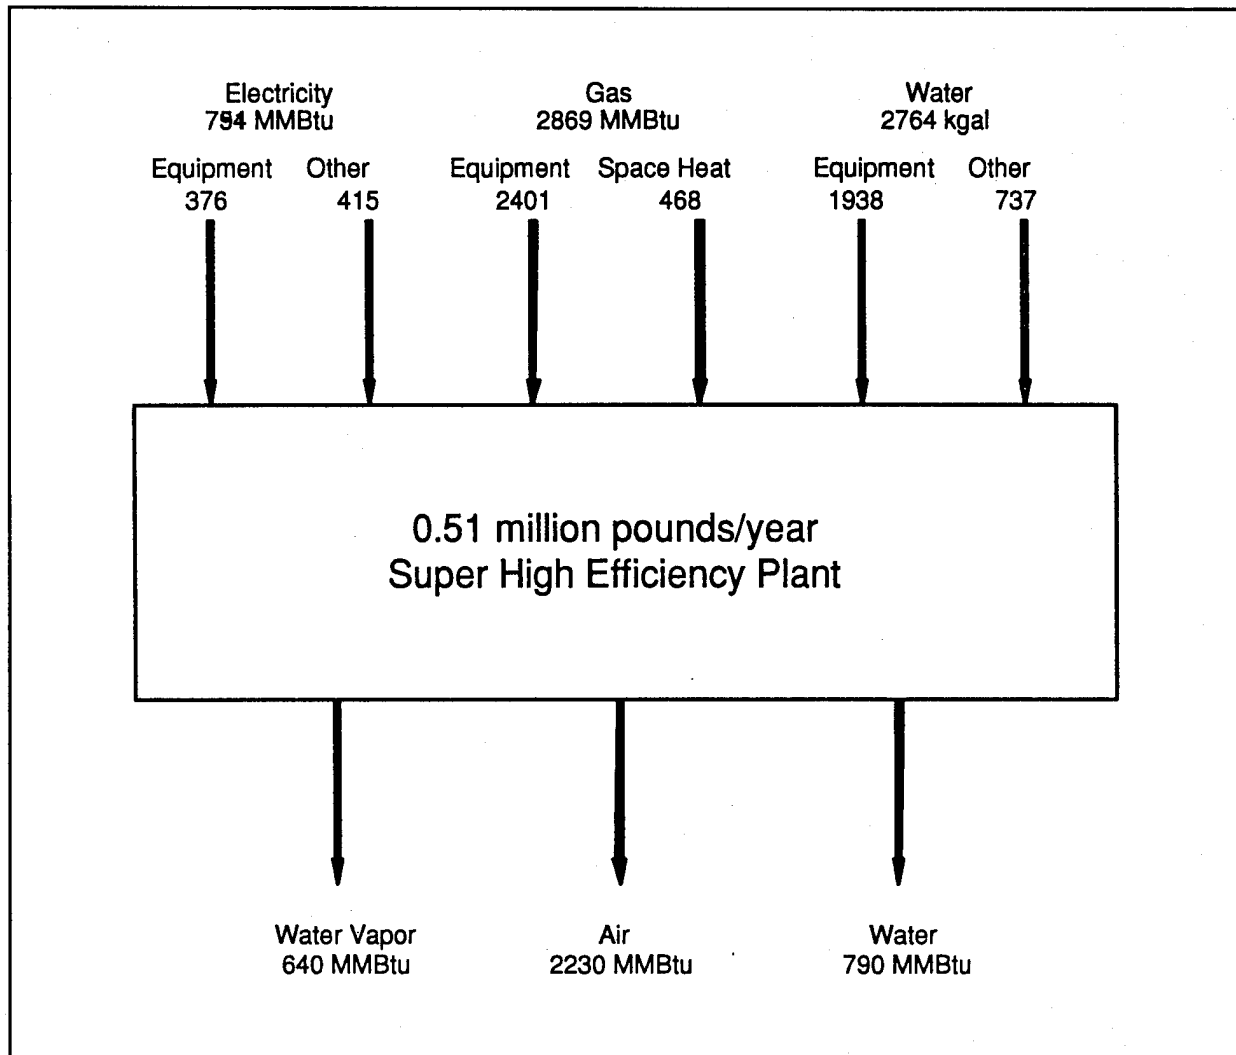 Electricity Gas Water
MMBtu 2869 MMBtu 2764 kgal
Equipment Other Equipment Space Heat Equipment Other
376 415 2401 468 1938 737
0.51 million pounds/year
Super High Efficiency Plant
Water Vapor Air Water
640 MMBtu 2230 MMBtu 790 MMBtu